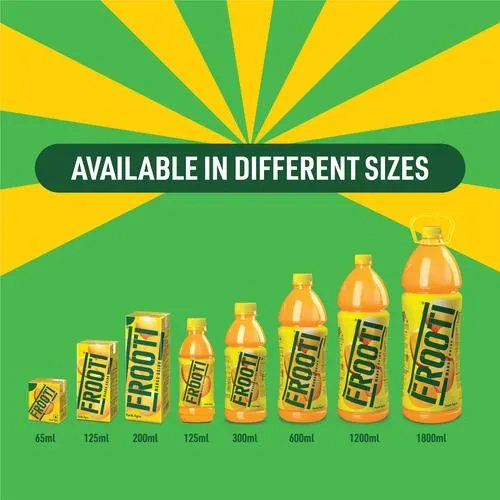 AVAILABLE IN DIFFERENT SIZES
FROOTI
FROOTI
FROOTI
FROOTI
FROOTI
FROOTI
FROOTI
FROOTI
65ml
125ml
200ml
125ml
300ml
600ml
1200ml
1800ml